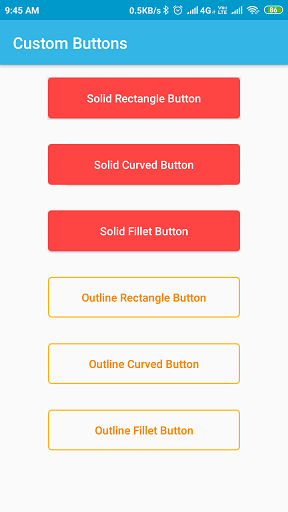 9:45 AM 0.5KB/s 4G VoLTE 86
Custom Buttons
Solid Rectangle Button
Solid Curved Button
Solid Fillet Button
Outline Rectangle Button
Outline Curved Button
Outline Fillet Button